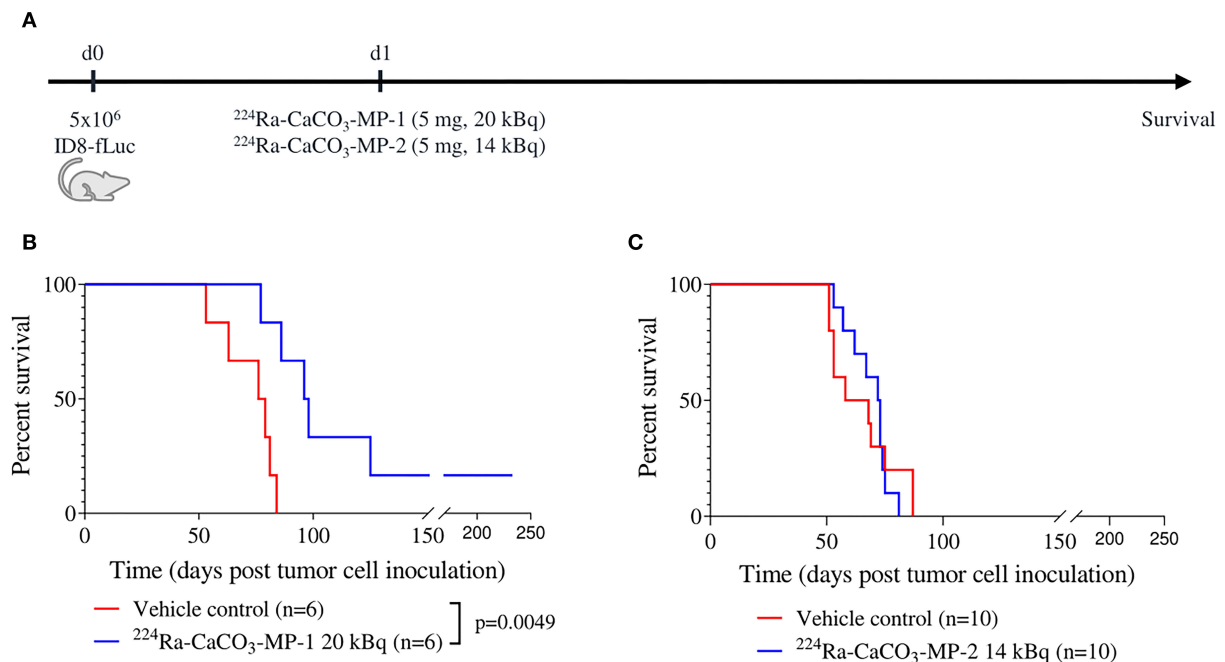 A
d0 d1
5x10⁶ ²²⁴Ra-CaCO₃-MP-1 (5 mg, 20 kBq) Survival
ID8-fLuc ²²⁴Ra-CaCO₃-MP-2 (5 mg, 14 kBq)
B
100
50
0
Percent survival
0 50 100 150 200 250
Time (days post tumor cell inoculation)
Vehicle control (n=6)
²²⁴Ra-CaCO₃-MP-1 20 kBq (n=6)
p=0.0049
C
100
50
0
Percent survival
0 50 100 150 200 250
Time (days post tumor cell inoculation)
Vehicle control (n=10)
²²⁴Ra-CaCO₃-MP-2 14 kBq (n=10)